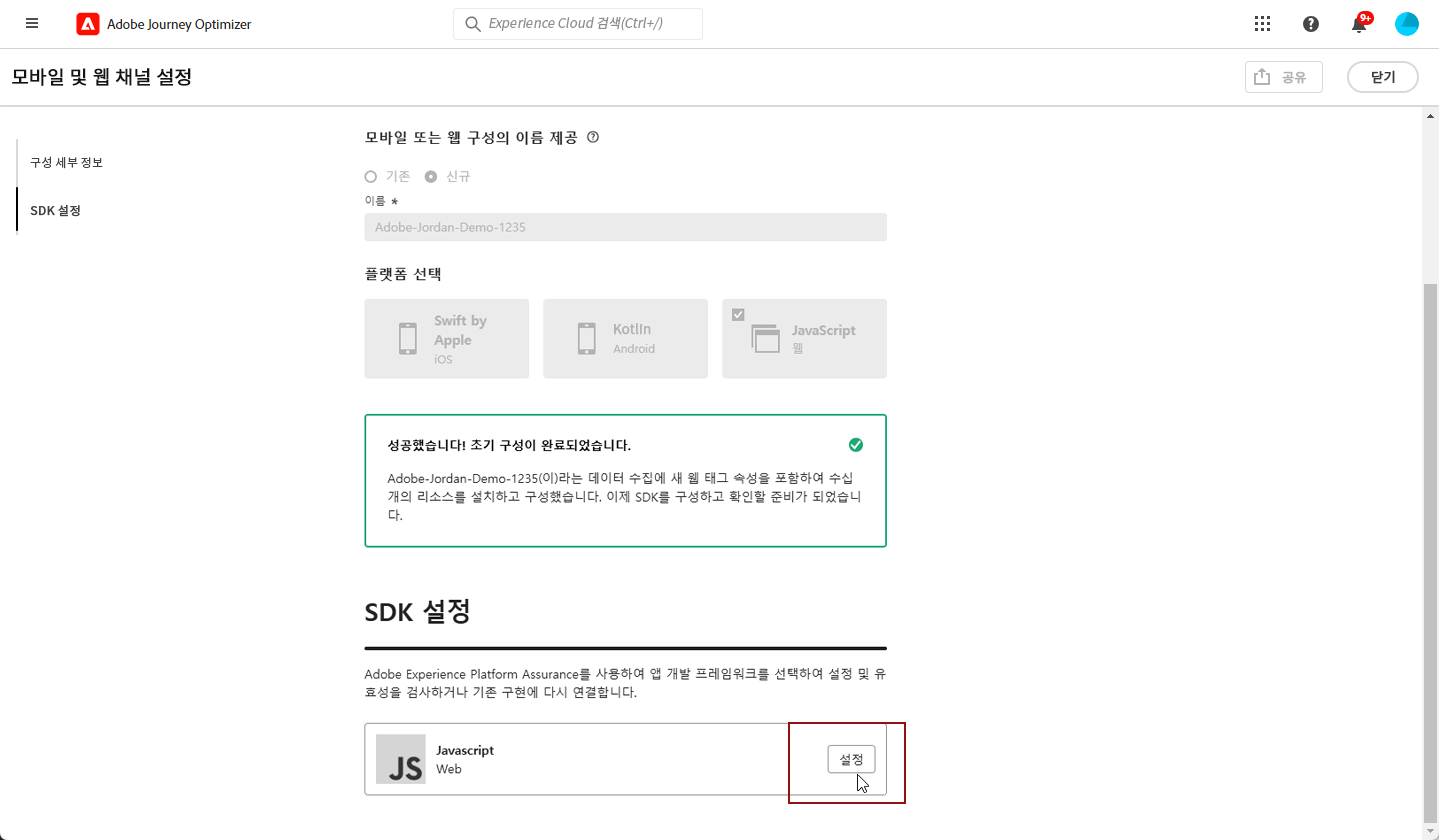 Adobe Journey Optimizer
Experience Cloud 검색(Ctrl+/)
9+
모바일 및 웹 채널 설정
공유
닫기
구성 세부 정보
SDK 설정
모바일 또는 웹 구성의 이름 제공
기존
신규
이름 *
Adobe-Jordan-Demo-1235
플랫폼 선택
Swift by
Apple
iOS
Kotlin
Android
JavaScript
웹
성공했습니다! 초기 구성이 완료되었습니다.
Adobe-Jordan-Demo-1235(이)라는 데이터 수집에 새 웹 태그 속성을 포함하여 수십
개의 리소스를 설치하고 구성했습니다. 이제 SDK를 구성하고 확인할 준비가 되었습니
다.
SDK 설정
Adobe Experience Platform Assurance를 사용하여 앱 개발 프레임워크를 선택하여 설정 및 유
효성을 검사하거나 기존 구현에 다시 연결합니다.
JS
Javascript
Web
설정